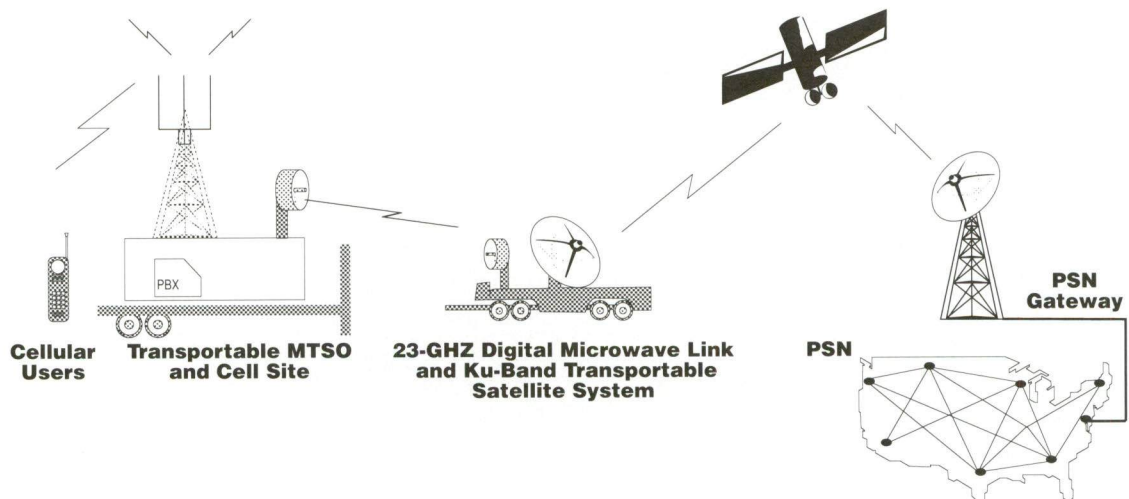 PBX
PSN
Gateway
Cellular
Users
Transportable MTSO
and Cell Site
23-GHZ Digital Microwave Link
and Ku-Band Transportable
Satellite System
PSN